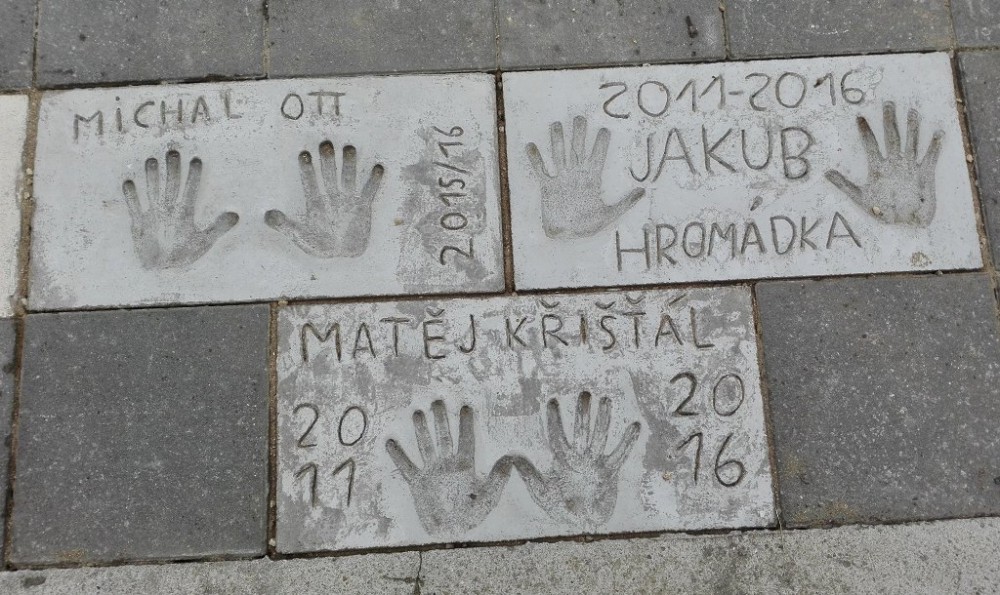 MiCHAL OTT
2015/16
2011-2016
JAKUB
HROMÁDKA
MATĚJ KŘIŠŤÁL
20
11
20
16